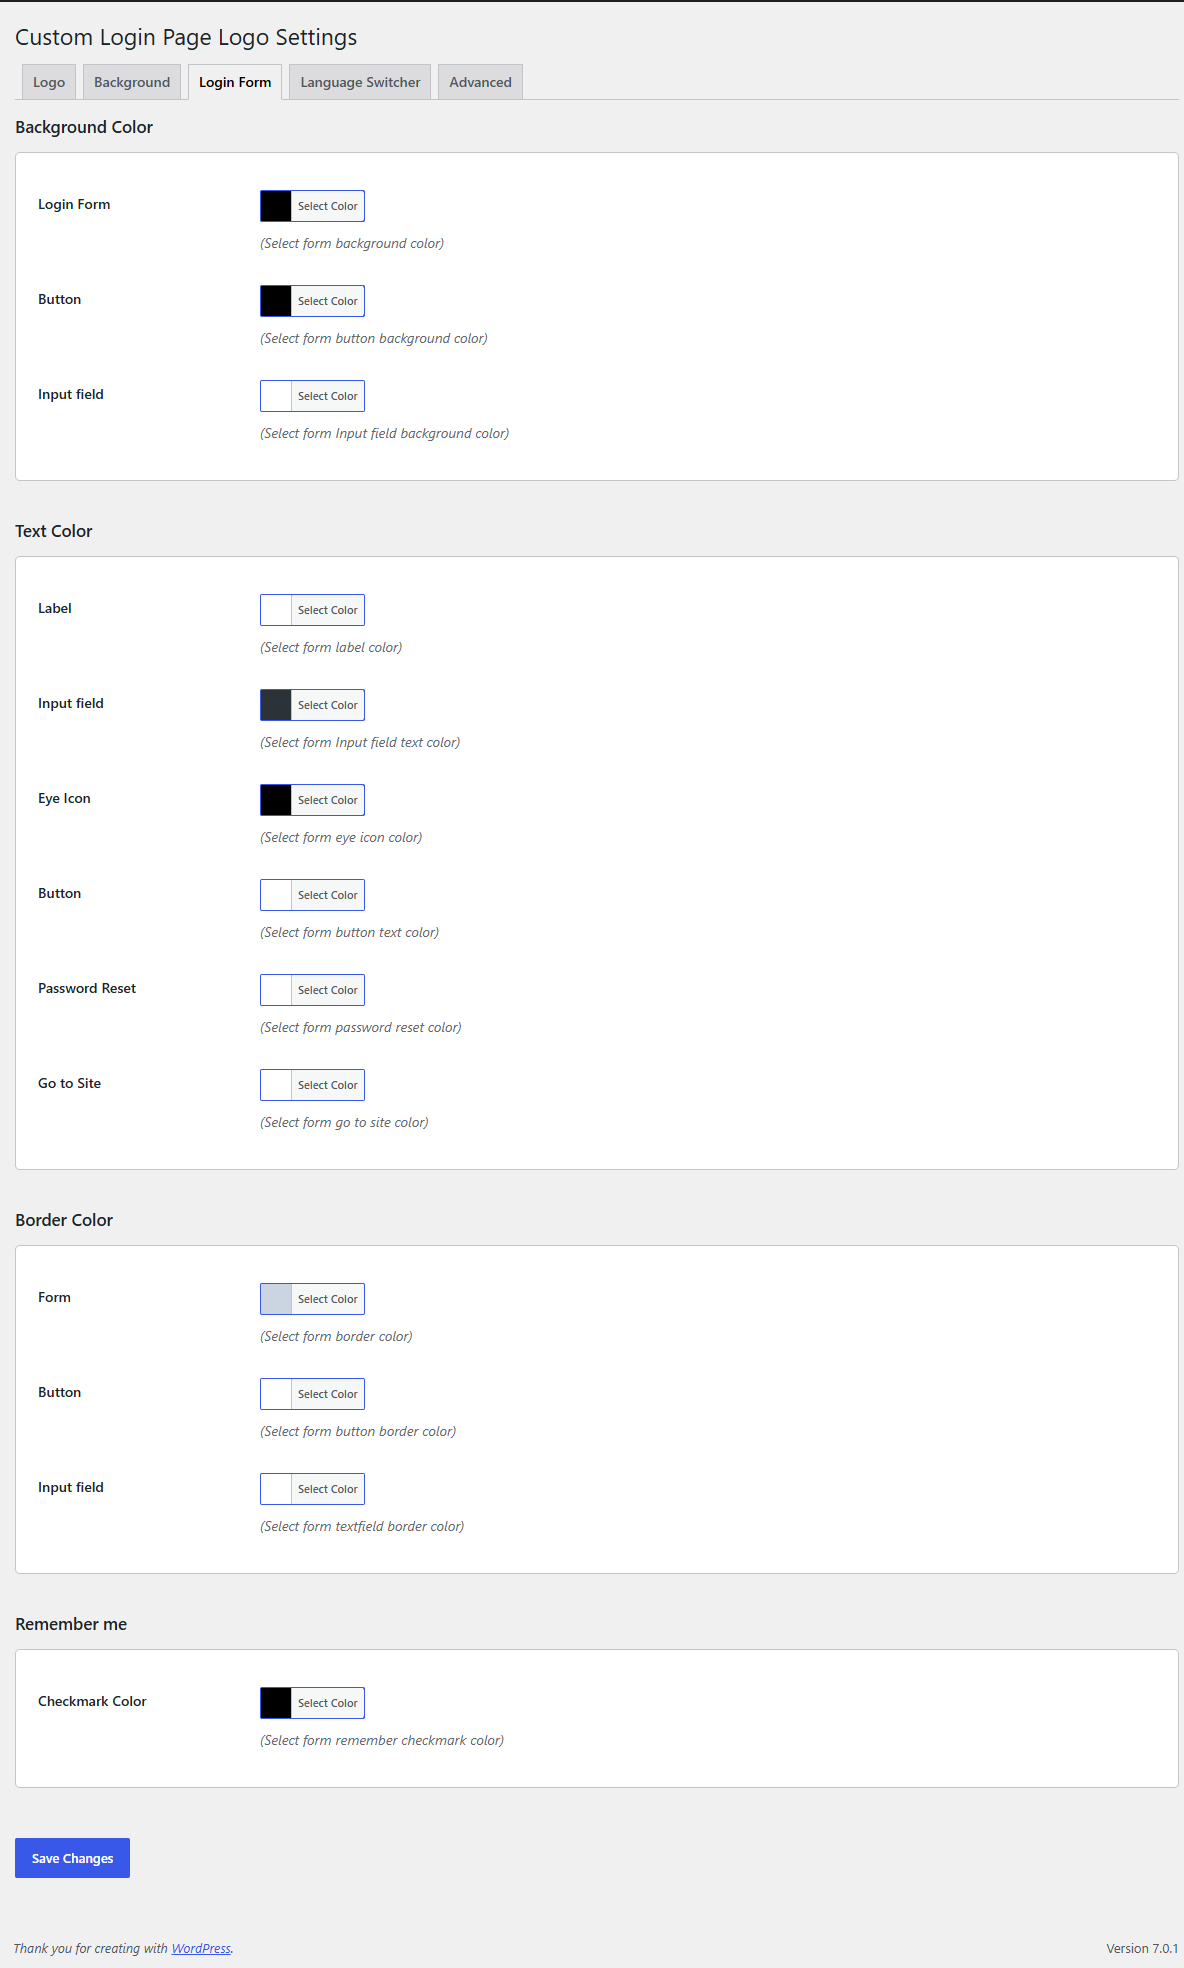 Custom Login Page Logo Settings
Logo
Background
Login Form
Language Switcher
Advanced
Background Color
Login Form
Select Color
(Select form background color)
Button
Select Color
(Select form button background color)
Input field
Select Color
(Select form Input field background color)
Text Color
Label
Select Color
(Select form label color)
Input field
Select Color
(Select form Input field text color)
Eye Icon
Select Color
(Select form eye icon color)
Button
Select Color
(Select form button text color)
Password Reset
Select Color
(Select form password reset color)
Go to Site
Select Color
(Select form go to site color)
Border Color
Form
Select Color
(Select form border color)
Button
Select Color
(Select form button border color)
Input field
Select Color
(Select form textfield border color)
Remember me
Checkmark Color
Select Color
(Select form remember checkmark color)
Save Changes
Thank you for creating with WordPress.
Version 7.0.1